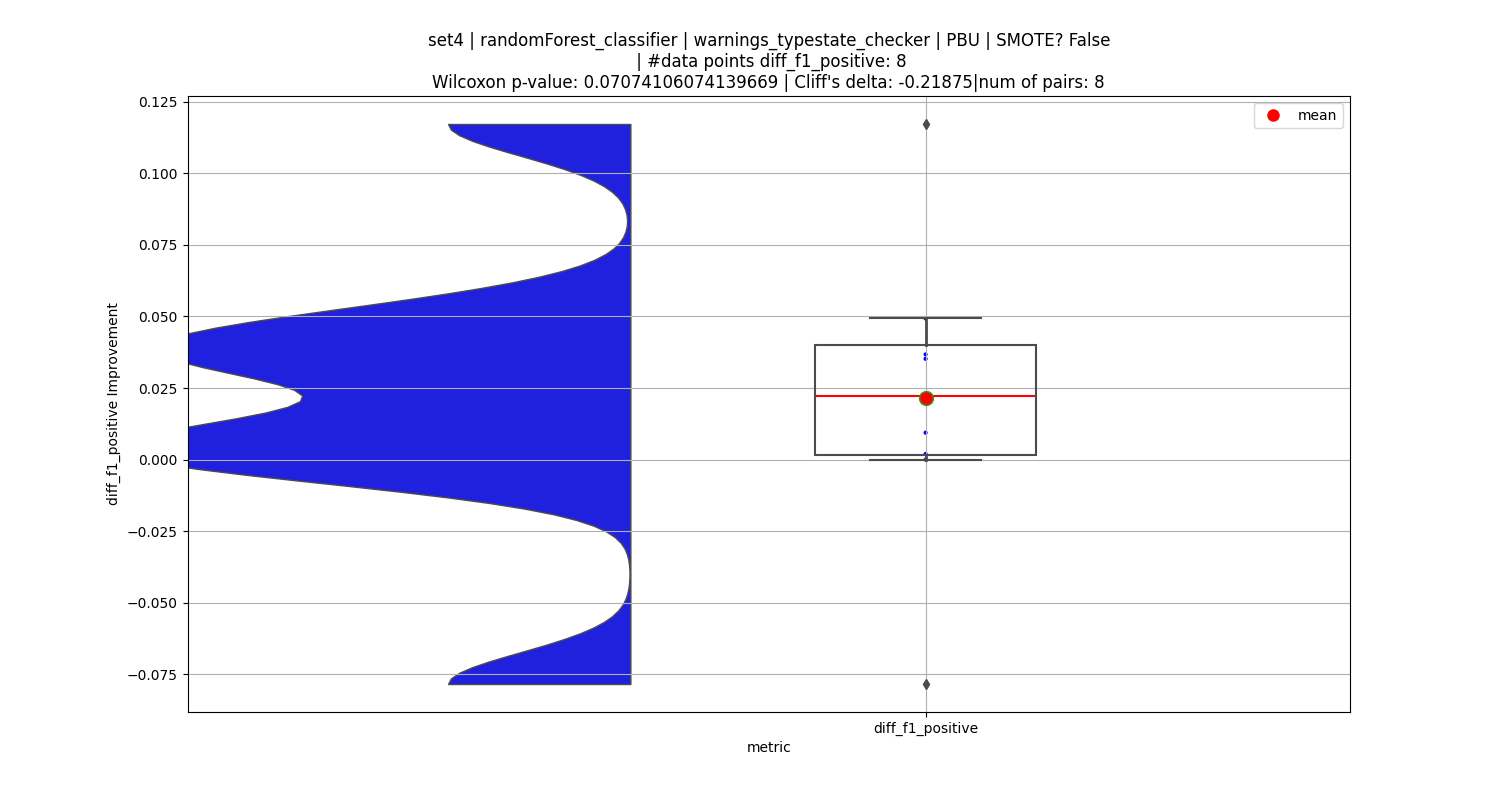 set4 | randomForest_classifier | warnings_typestate_checker | PBU | SMOTE? False
| #data points diff_f1_positive: 8
Wilcoxon p-value: 0.07074106074139669 | Cliff's delta: -0.21875|num of pairs: 8
mean
0.125
0.100
0.075
0.050
0.025
0.000
−0.025
−0.050
−0.075
diff_f1_positive Improvement
diff_f1_positive
metric